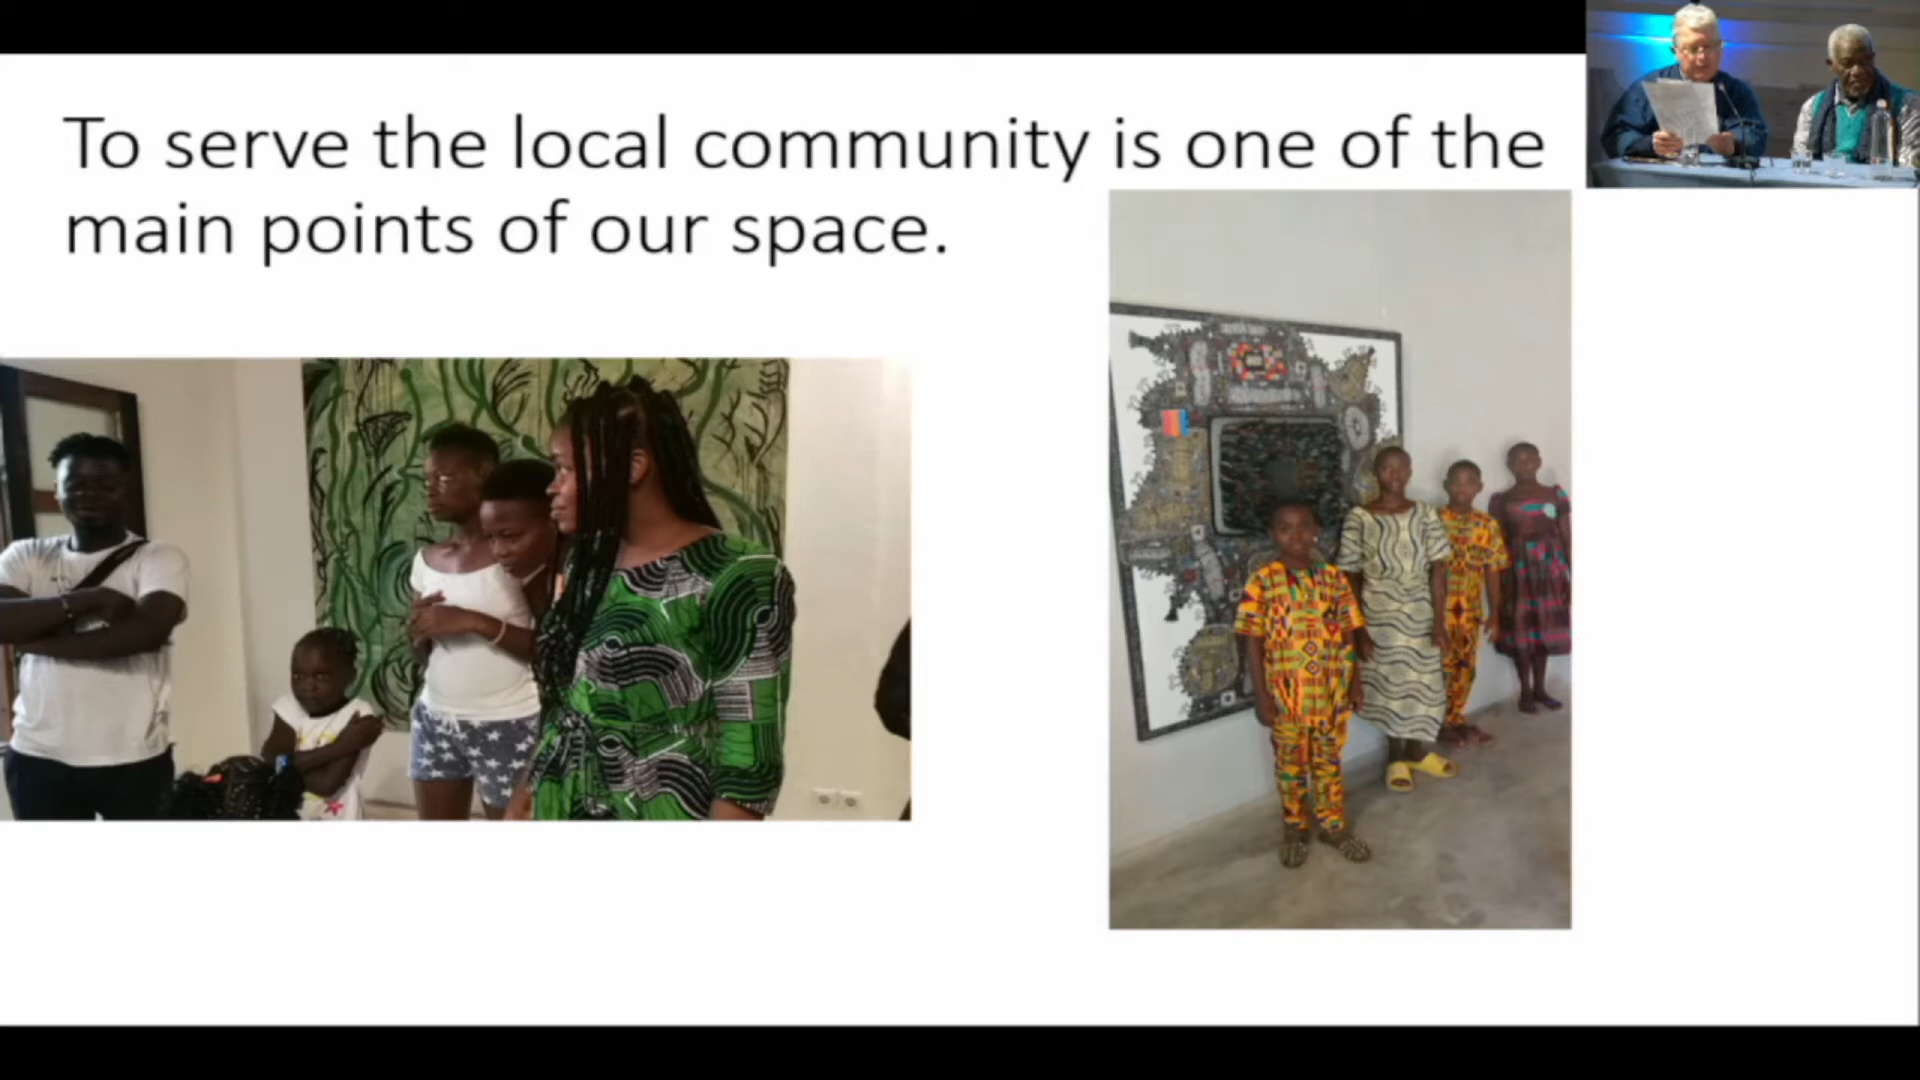 To serve the local community is one of the
main points of our space.